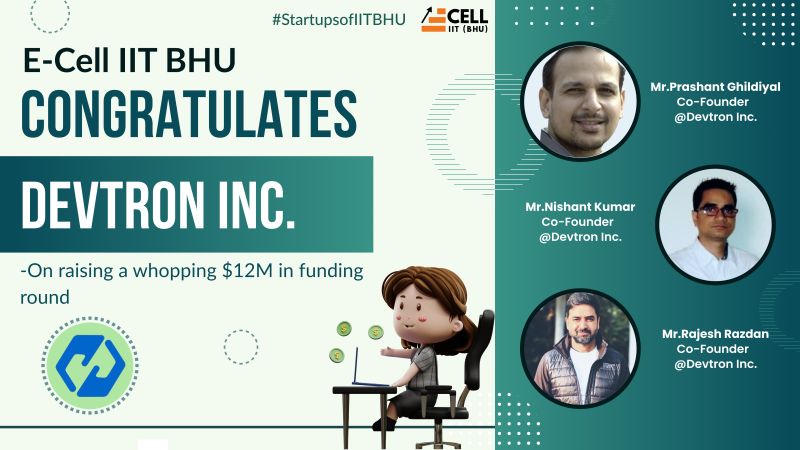 #StartupsofIITBHU
ECELL
IIT (BHU)
E-Cell IIT BHU
CONGRATULATES
DEVTRON INC.
-On raising a whopping $12M in funding
round
Mr.Prashant Ghildiyal
Co-Founder
@Devtron Inc.
Mr.Nishant Kumar
Co-Founder
@Devtron Inc.
Mr.Rajesh Razdan
Co-Founder
@Devtron Inc.